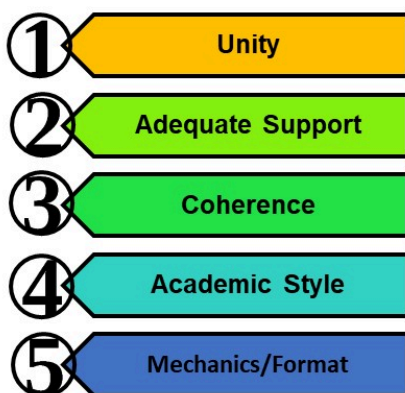 1 Unity
2 Adequate Support
3 Coherence
4 Academic Style
5 Mechanics/Format